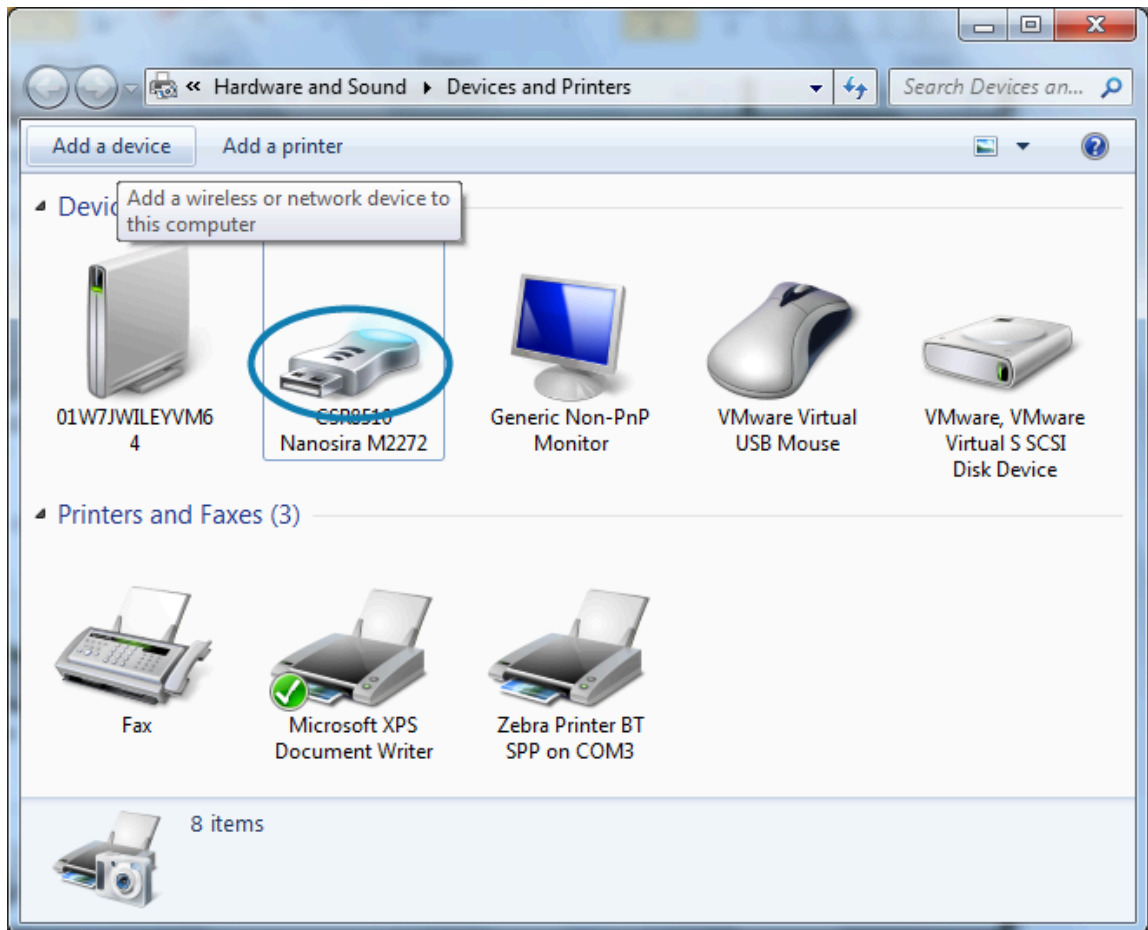 « Hardware and Sound ▸ Devices and Printers
Search Devices an...
Add a device
Add a printer
Devic
Add a wireless or network device to
this computer
01W7JWILEYVM6
4
CSR8510
Nanosira M2272
Generic Non-PnP
Monitor
VMware Virtual
USB Mouse
VMware, VMware
Virtual S SCSI
Disk Device
Printers and Faxes (3)
Fax
Microsoft XPS
Document Writer
Zebra Printer BT
SPP on COM3
8 items